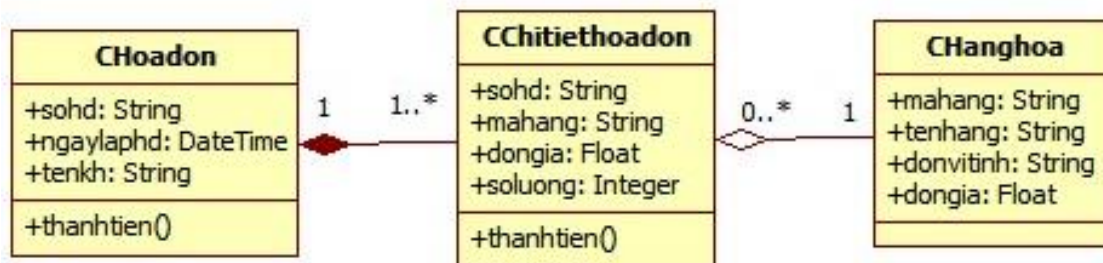 CHoadon
+sohd: String
+ngaylaphd: DateTime
+tenkh: String
+thanhtien()
1
1..*
CChitiethoadon
+sohd: String
+mahang: String
+dongia: Float
+soluong: Integer
+thanhtien()
0..*
1
CHanghoa
+mahang: String
+tenhang: String
+donvitinh: String
+dongia: Float